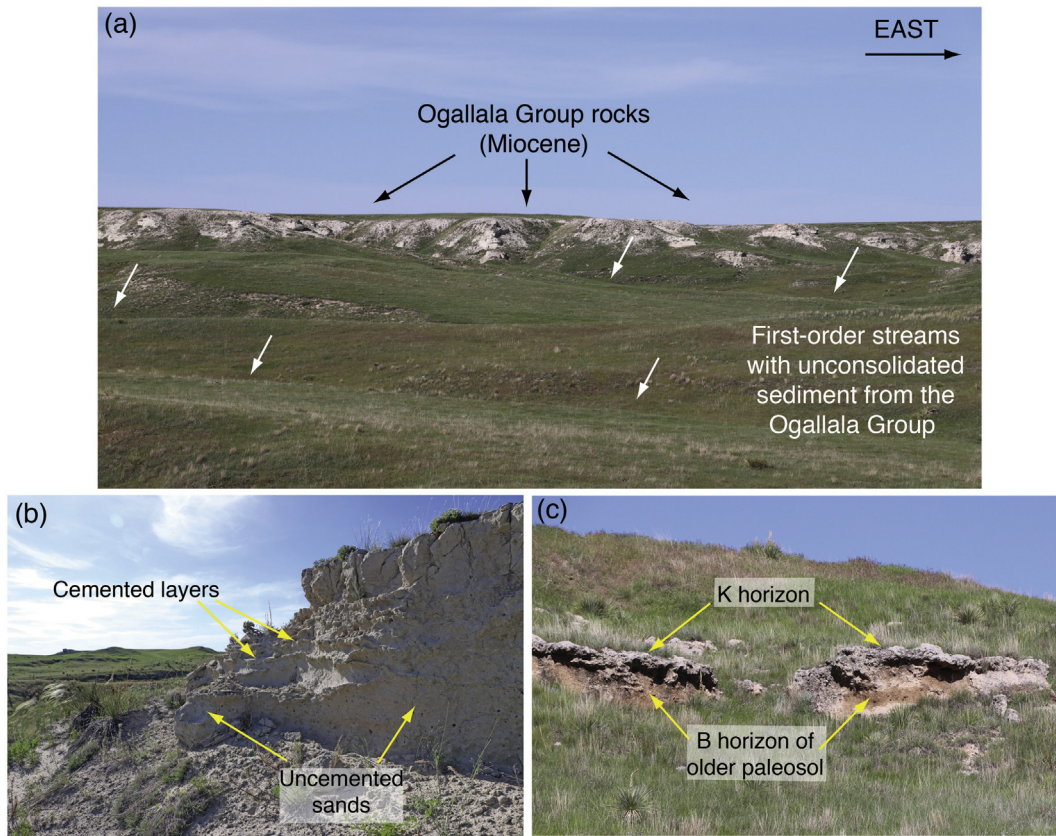 (a)
EAST
Ogallala Group rocks
(Miocene)
First-order streams
with unconsolidated
sediment from the
Ogallala Group
(b)
Cemented layers
Uncemented
sands
(c)
K horizon
B horizon of
older paleosol